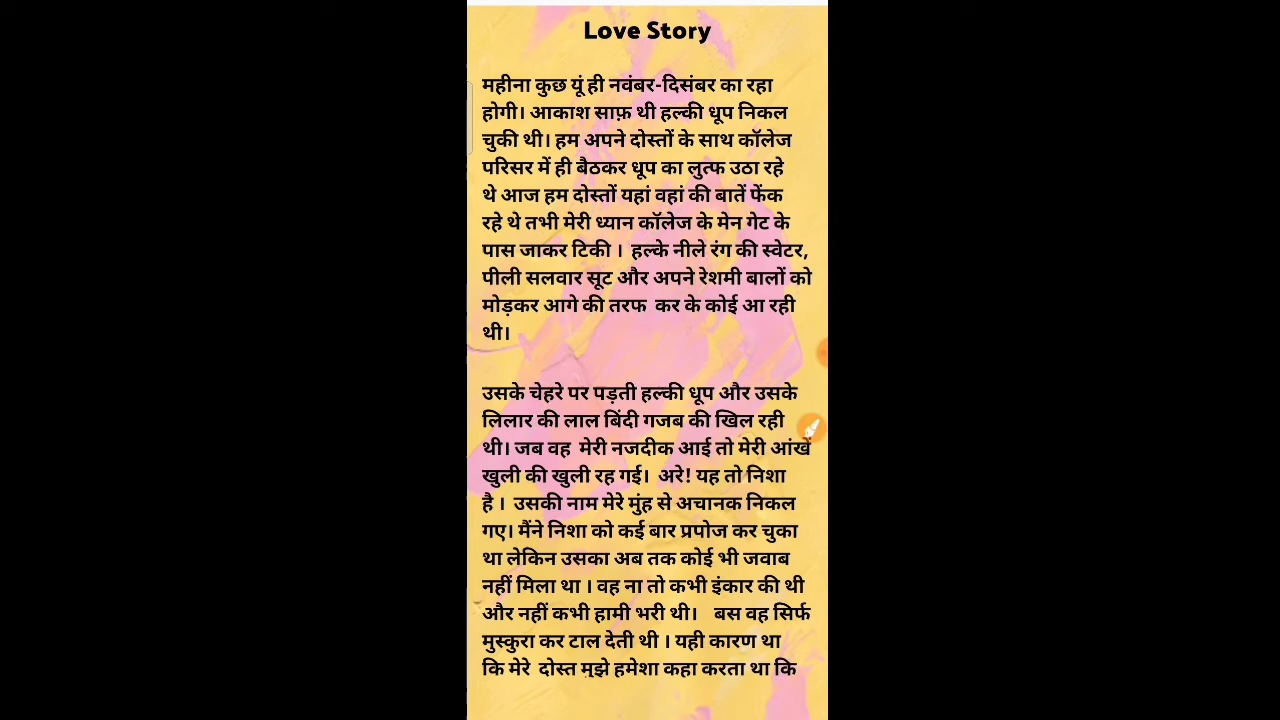 Love Story
महीना कुछ यूं ही नवंबर-दिसंबर का रहा
होगी। आकाश साफ़ थी हल्की धूप निकल
चुकी थी। हम अपने दोस्तों के साथ कॉलेज
परिसर में ही बैठकर धूप का लुत्फ उठा रहे
थे आज हम दोस्तों यहां वहां की बातें फेंक
रहे थे तभी मेरी ध्यान कॉलेज के मेन गेट के
पास जाकर टिकी । हल्के नीले रंग की स्वेटर,
पीली सलवार सूट और अपने रेशमी बालों को
मोड़कर आगे की तरफ कर के कोई आ रही
थी।
उसके चेहरे पर पड़ती हल्की धूप और उसके
लिलार की लाल बिंदी गजब की खिल रही
थी। जब वह मेरी नजदीक आई तो मेरी आंखें
खुली की खुली रह गई। अरे! यह तो निशा
है । उसकी नाम मेरे मुंह से अचानक निकल
गए। मैंने निशा को कई बार प्रपोज कर चुका
था लेकिन उसका अब तक कोई भी जवाब
नहीं मिला था । वह ना तो कभी इंकार की थी
और नहीं कभी हामी भरी थी। बस वह सिर्फ
मुस्कुरा कर टाल देती थी । यही कारण था
कि मेरे दोस्त मुझे हमेशा कहा करता था कि